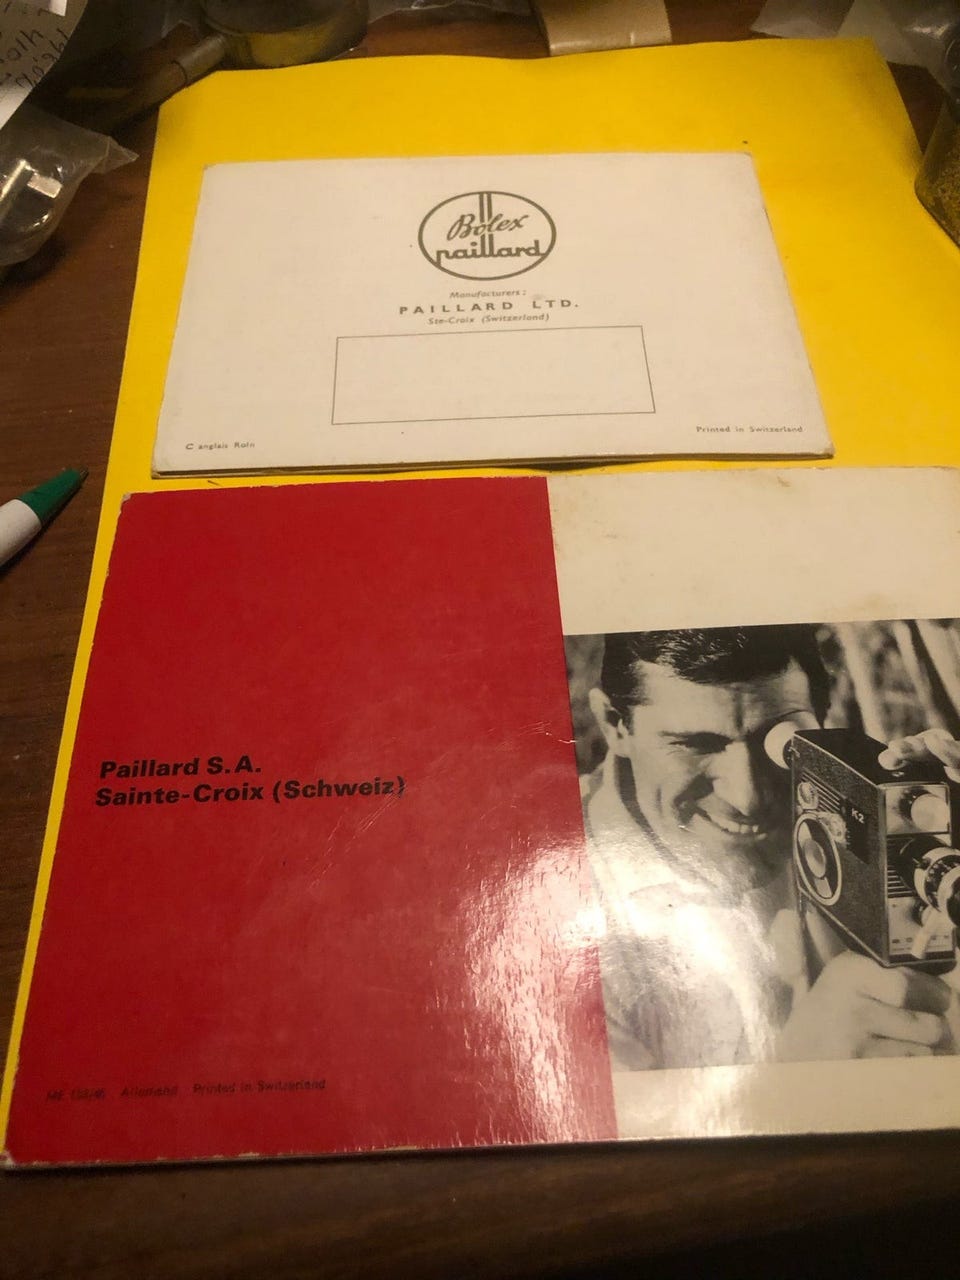 Bolex
paillard
Manufacturers:
PAILLARD LTD.
Ste-Croix (Switzerland)
C anglais Roln
Printed in Switzerland
Paillard S.A.
Sainte-Croix (Schweiz)
K2
Allemand Printed in Switzerland